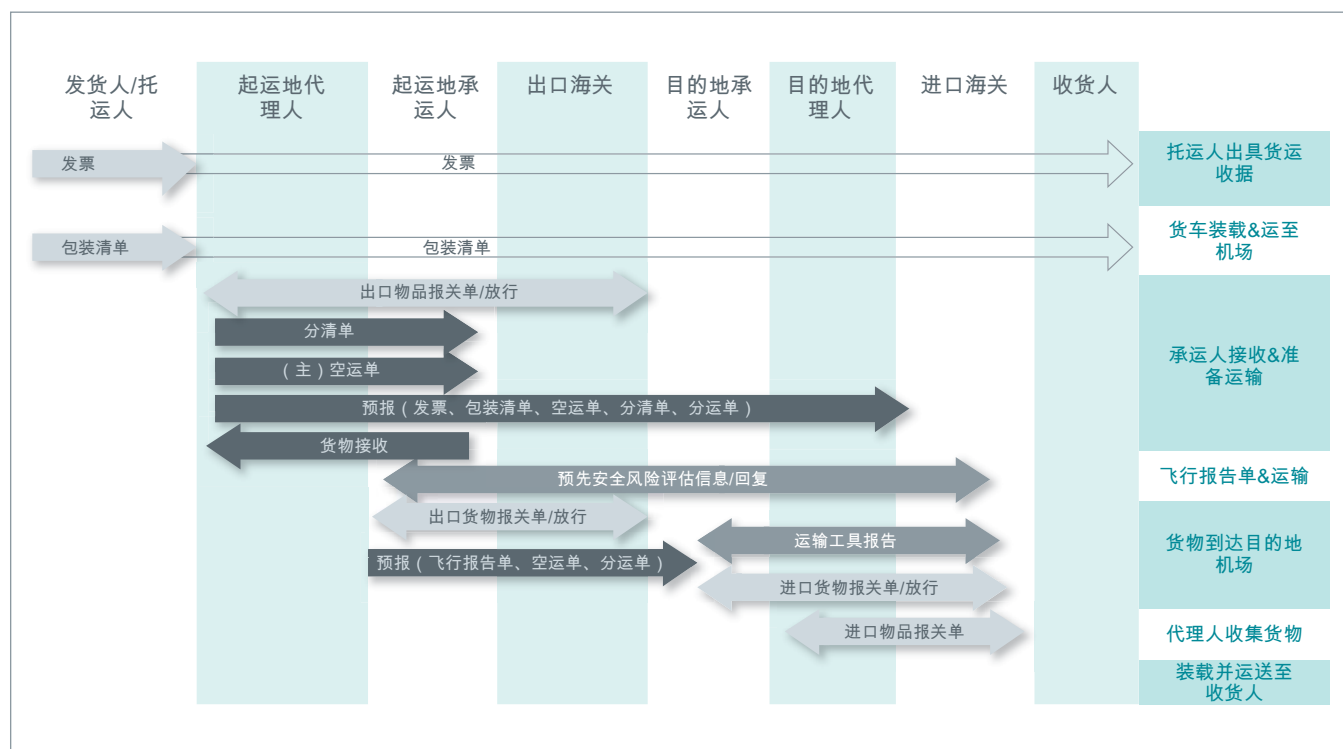 发货人/托
运人
起运地代
理人
起运地承
运人
出口海关
目的地承
运人
目的地代
理人
进口海关
收货人
发票
发票
托运人出具货运
收据
包装清单
包装清单
货车装载&运至
机场
出口物品报关单/放行
分清单
（主）空运单
预报（发票、包装清单、空运单、分清单、分运单）
货物接收
承运人接收&准
备运输
预先安全风险评估信息/回复
飞行报告单&运输
出口货物报关单/放行
运输工具报告
预报（飞行报告单、空运单、分运单）
进口货物报关单/放行
货物到达目的地
机场
进口物品报关单
代理人收集货物
装载并运送至
收货人